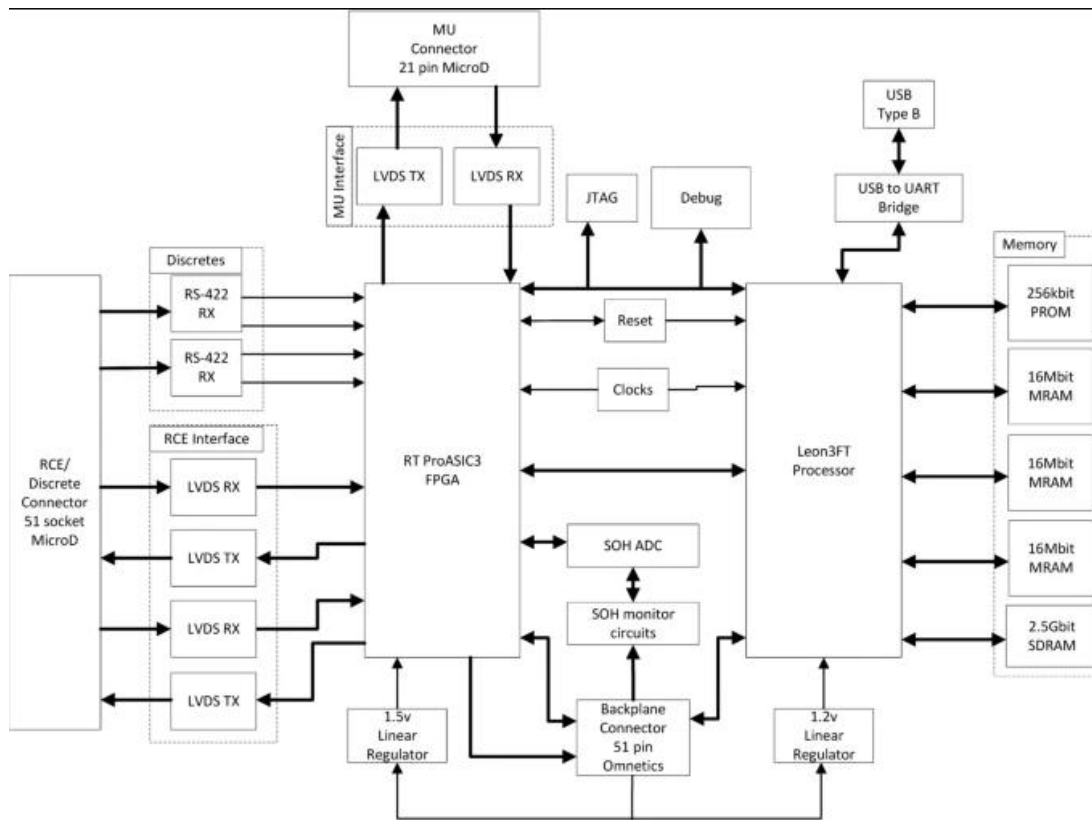 MU
Connector
21 pin MicroD
MU Interface
LVDS TX
LVDS RX
JTAG
Debug
USB
Type B
USB to UART
Bridge
Memory
256kbit
PROM
16Mbit
MRAM
16Mbit
MRAM
16Mbit
MRAM
2.5Gbit
SDRAM
Discretes
RS-422
RX
RS-422
RX
RCE Interface
LVDS RX
LVDS TX
LVDS RX
LVDS TX
RCE/
Discrete
Connector
51 socket
MicroD
RT ProASIC3
FPGA
Reset
Clocks
Leon3FT
Processor
SOH ADC
SOH monitor
circuits
Backplane
Connector
51 pin
Omnetics
1.5v
Linear
Regulator
1.2v
Linear
Regulator